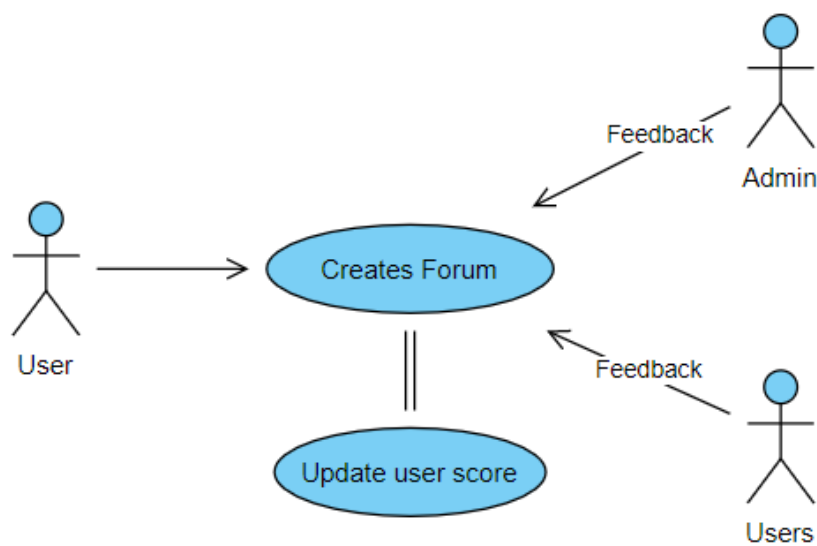 Feedback
Admin
Creates Forum
User
Feedback
Update user score
Users